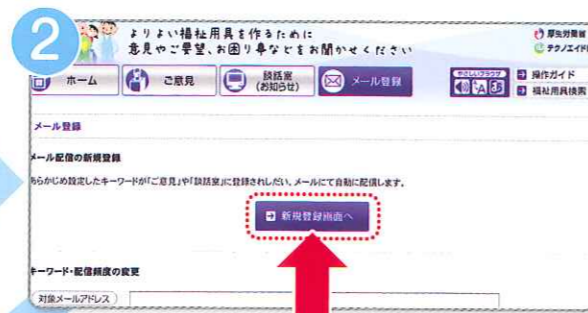 2
よりよい福祉用具を作るために
意見やご要望、お困り事などをお聞かせください
厚生労働省
テクノエイド
ホーム
ご意見
談話室
(お知らせ)
メール登録
やさしいブラウザ
操作ガイド
福祉用具検索
メール登録
メール配信の新規登録
あらかじめ設定したキーワードが「ご意見」や「談話室」に登録されしだい、メールにて自動に配信します。
新規登録画面へ
キーワード・配信頻度の変更
対象メールアドレス